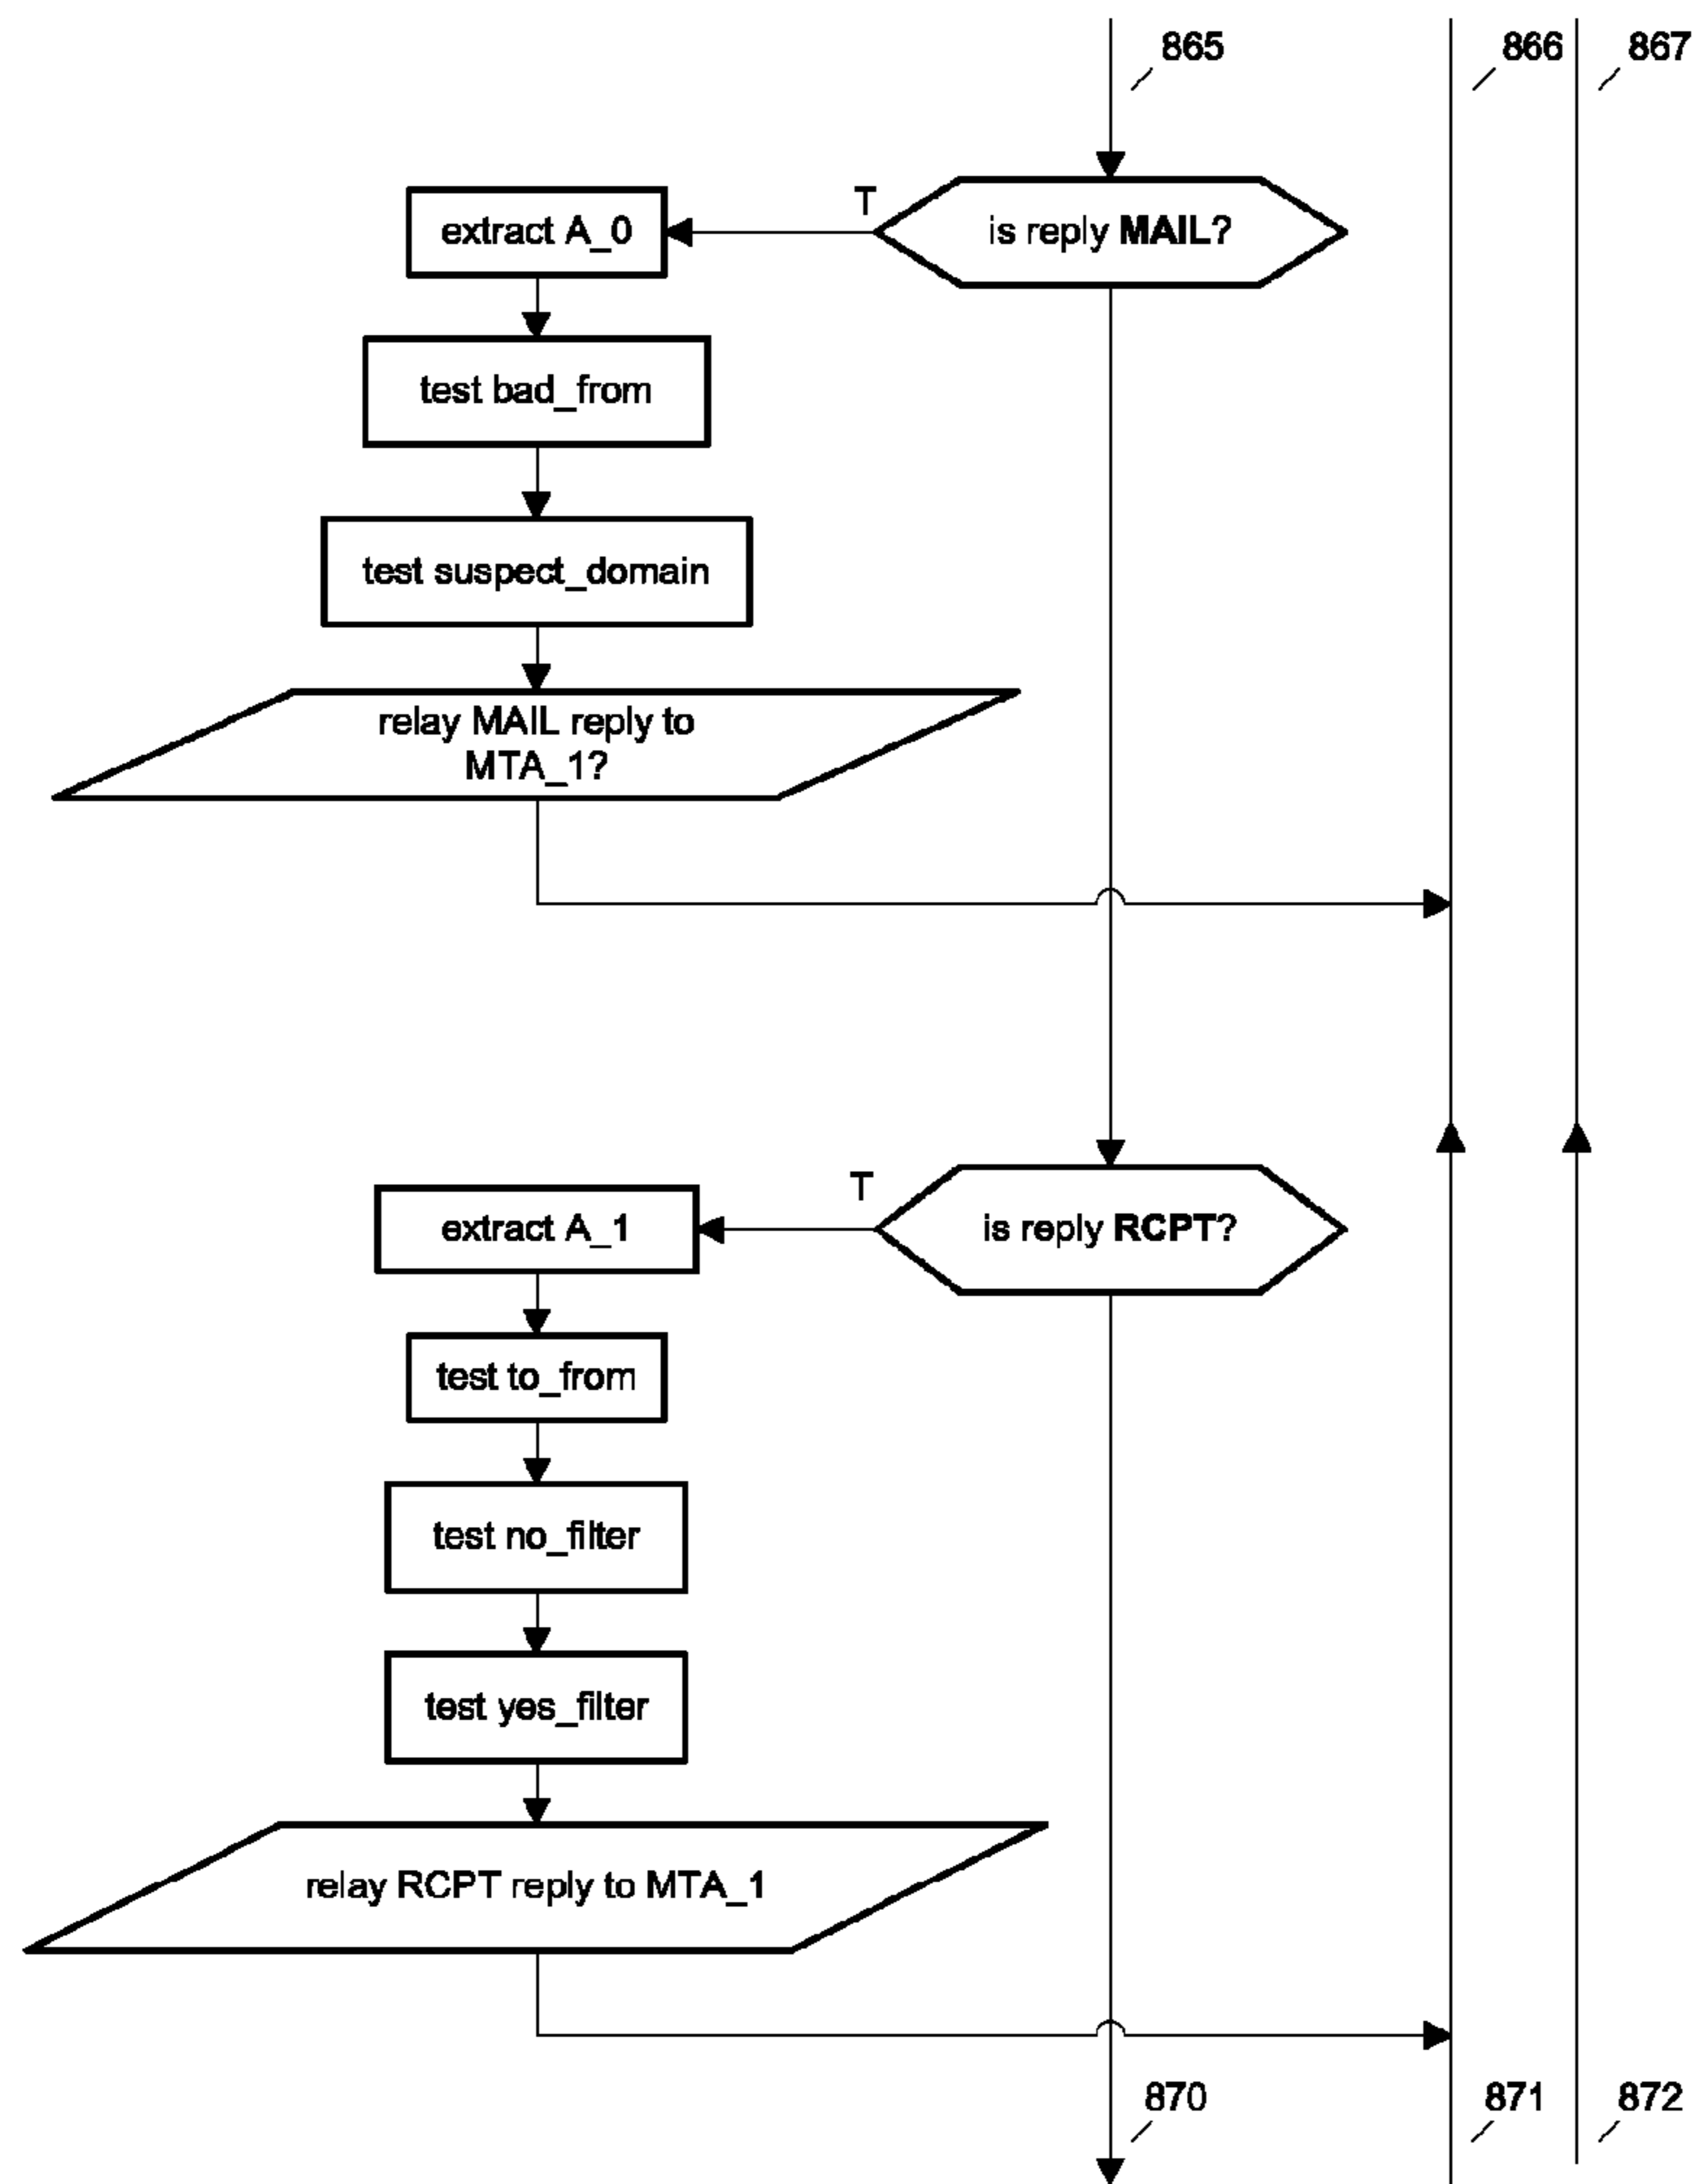 865
866
867
T
is reply MAIL?
extract A_0
test bad_from
test suspect_domain
relay MAIL reply to
MTA_1?
T
is reply RCPT?
extract A_1
test to_from
test no_filter
test yes_filter
relay RCPT reply to MTA_1
870
871
872